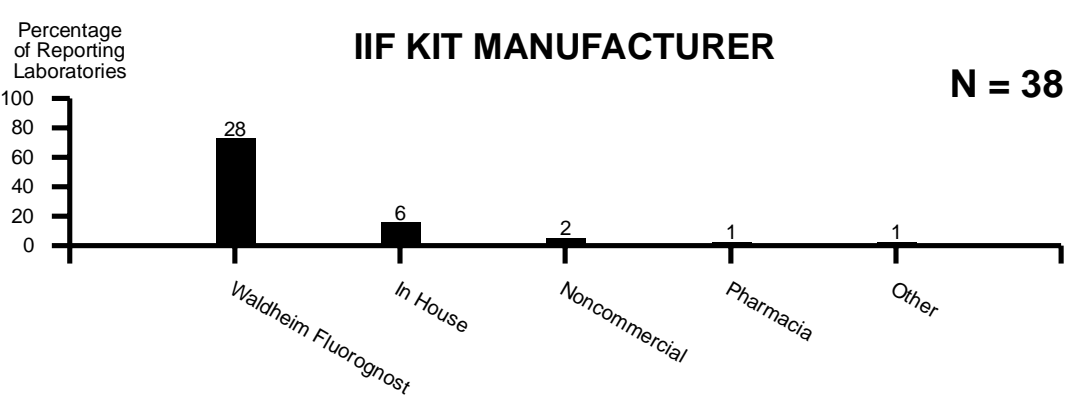 Percentage
of Reporting
Laboratories
IIF KIT MANUFACTURER
N = 38
100
80
60
40
20
0
28
6
2
1
1
Waldheim Fluorognost
In House
Noncommercial
Pharmacia
Other